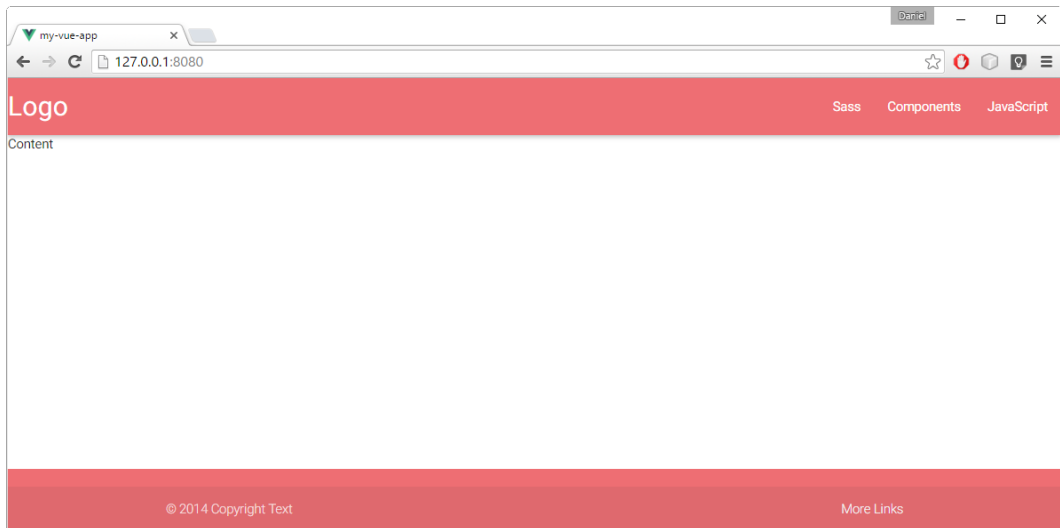 Daniel
my-vue-app
127.0.0.1:8080
Logo Sass Components JavaScript
Content
© 2014 Copyright Text More Links